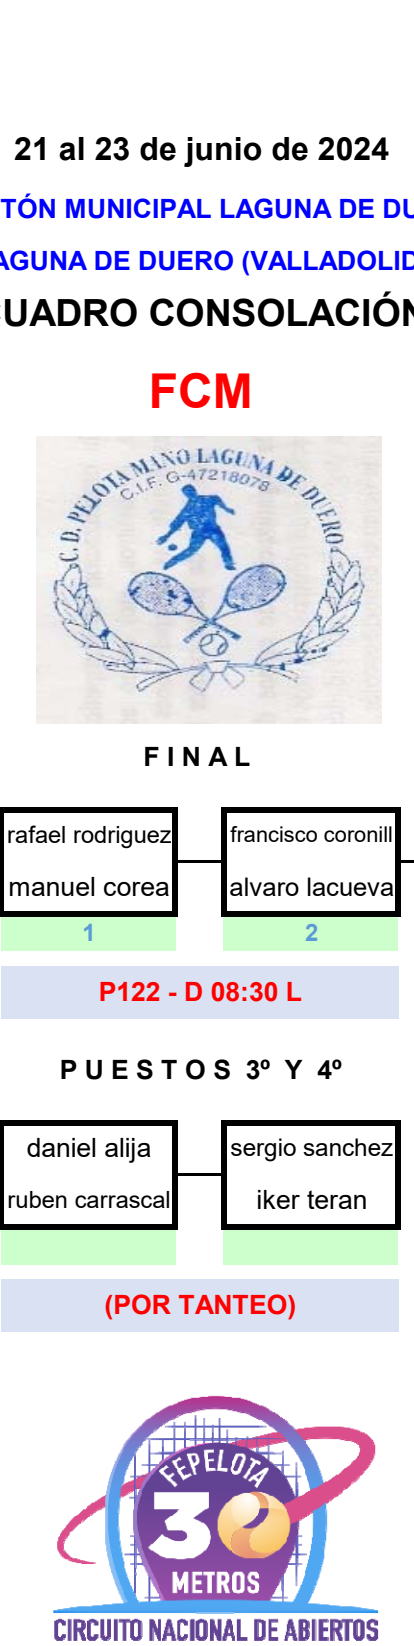 21 al 23 de junio de 2024
TÓN MUNICIPAL LAGUNA DE DU
AGUNA DE DUERO (VALLADOLID
CUADRO CONSOLACIÓN
FCM
C. D. PELOTA MANO LAGUNA DE DUERO
C.I.F. G-47218078
F I N A L
rafael rodriguez
francisco coronill
manuel corea
alvaro lacueva
1
2
P122 - D 08:30 L
P U E S T O S 3º Y 4º
daniel alija
sergio sanchez
ruben carrascal
iker teran
(POR TANTEO)
FEPELOTA
30
METROS
CIRCUITO NACIONAL DE ABIERTOS